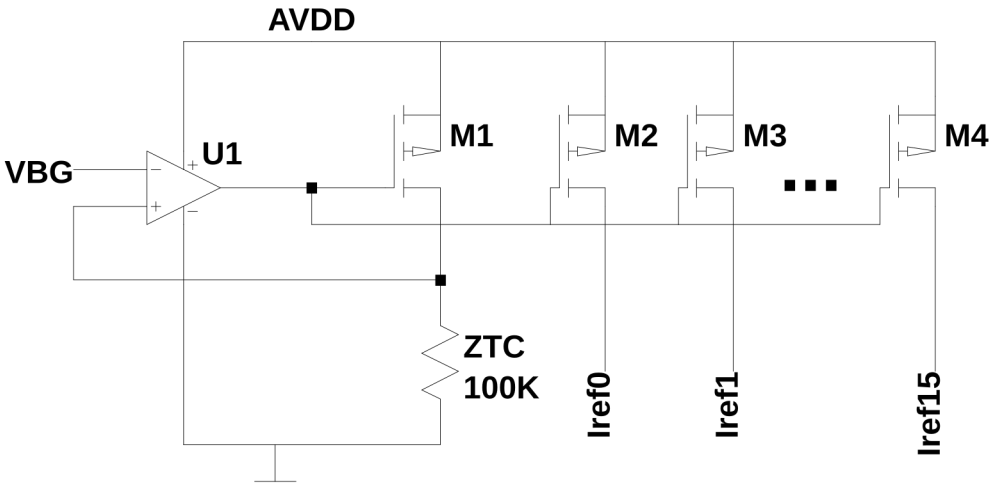 AVDD
U1
M1
M2
M3
M4
VBG
ZTC
100K
Iref0
Iref1
Iref15